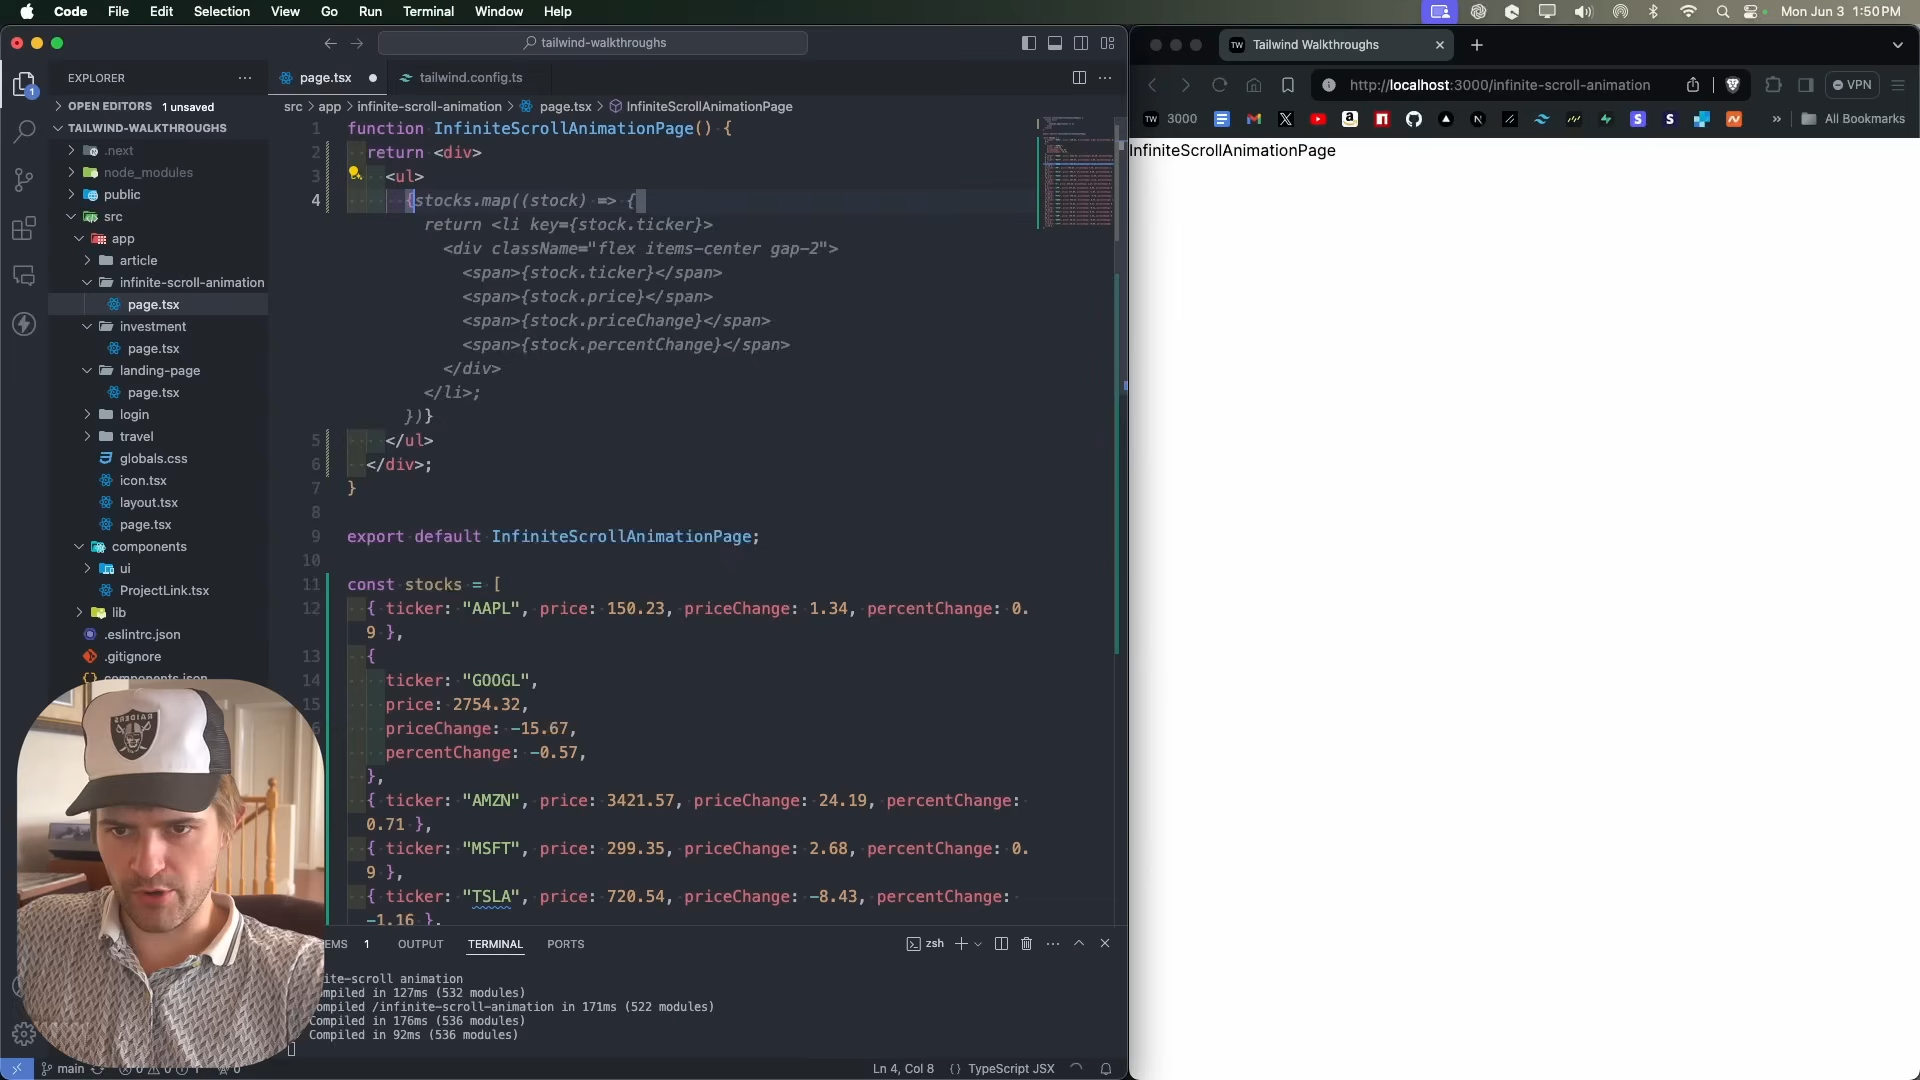 Code File Edit Selection View Go Run Terminal Window Help
Mon Jun 3 1:50 PM
tailwind-walkthroughs
EXPLORER
OPEN EDITORS 1 unsaved
TAILWIND-WALKTHROUGHS
.next
node_modules
public
src
app
article
infinite-scroll-animation
page.tsx
investment
page.tsx
landing-page
page.tsx
login
travel
globals.css
icon.tsx
layout.tsx
page.tsx
components
ui
ProjectLink.tsx
lib
.eslintrc.json
.gitignore
components.json
page.tsx
tailwind.config.ts
src > app > infinite-scroll-animation > page.tsx > InfiniteScrollAnimationPage
1 function InfiniteScrollAnimationPage() {
2 return <div>
3 <ul>
4 {stocks.map((stock) => {
return <li key={stock.ticker}>
<div className="flex items-center gap-2">
<span>{stock.ticker}</span>
<span>{stock.price}</span>
<span>{stock.priceChange}</span>
<span>{stock.percentChange}</span>
</div>
</li>;
})}
5 </ul>
6 </div>;
7 }
8
9 export default InfiniteScrollAnimationPage;
10
11 const stocks = [
12 { ticker: "AAPL", price: 150.23, priceChange: 1.34, percentChange: 0.
9 },
13 {
14 ticker: "GOOGL",
15 price: 2754.32,
priceChange: -15.67,
percentChange: -0.57,
},
{ ticker: "AMZN", price: 3421.57, priceChange: 24.19, percentChange:
0.71 },
{ ticker: "MSFT", price: 299.35, priceChange: 2.68, percentChange: 0.
9 },
{ ticker: "TSLA", price: 720.54, priceChange: -8.43, percentChange:
-1.16 },
1 OUTPUT TERMINAL PORTS
zsh
Compiled in 127ms (532 modules)
Compiled /infinite-scroll-animation in 171ms (522 modules)
Compiled in 176ms (536 modules)
Compiled in 92ms (536 modules)
main
Ln 4, Col 8 {} TypeScript JSX
TW Tailwind Walkthroughs
http://localhost:3000/infinite-scroll-animation
VPN
TW 3000
All Bookmarks
InfiniteScrollAnimationPage
RAIDERS